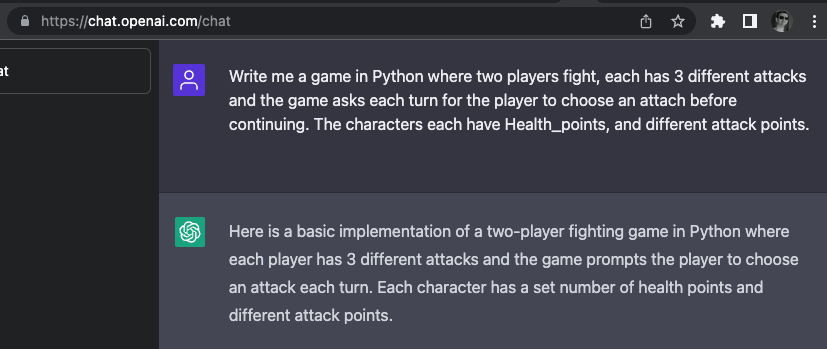 https://chat.openai.com/chat
at
Write me a game in Python where two players fight, each has 3 different attacks
and the game asks each turn for the player to choose an attach before
continuing. The characters each have Health_points, and different attack points.
Here is a basic implementation of a two-player fighting game in Python where
each player has 3 different attacks and the game prompts the player to choose
an attack each turn. Each character has a set number of health points and
different attack points.